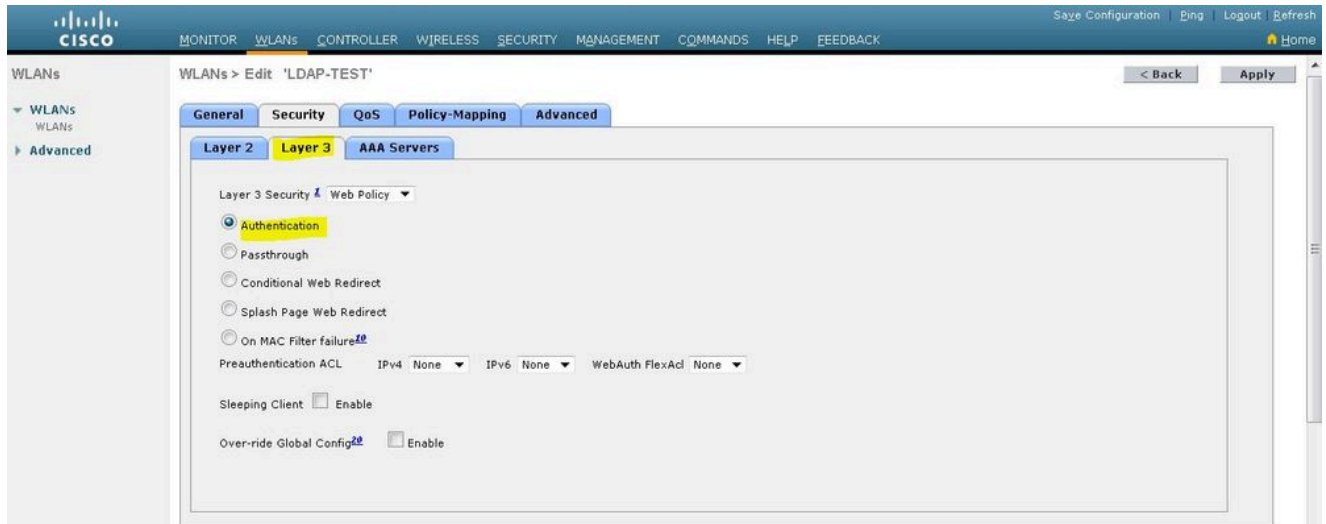 Save Configuration | Ping | Logout | Refresh
CISCO
MONITOR WLANs CONTROLLER WIRELESS SECURITY MANAGEMENT COMMANDS HELP FEEDBACK
Home
WLANs
WLANs > Edit 'LDAP-TEST'
< Back
Apply
WLANs
WLANs
Advanced
General Security QoS Policy-Mapping Advanced
Layer 2 Layer 3 AAA Servers
Layer 3 Security 1 Web Policy
Authentication
Passthrough
Conditional Web Redirect
Splash Page Web Redirect
On MAC Filter failure10
Preauthentication ACL IPv4 None IPv6 None WebAuth FlexAcl None
Sleeping Client Enable
Over-ride Global Config20 Enable